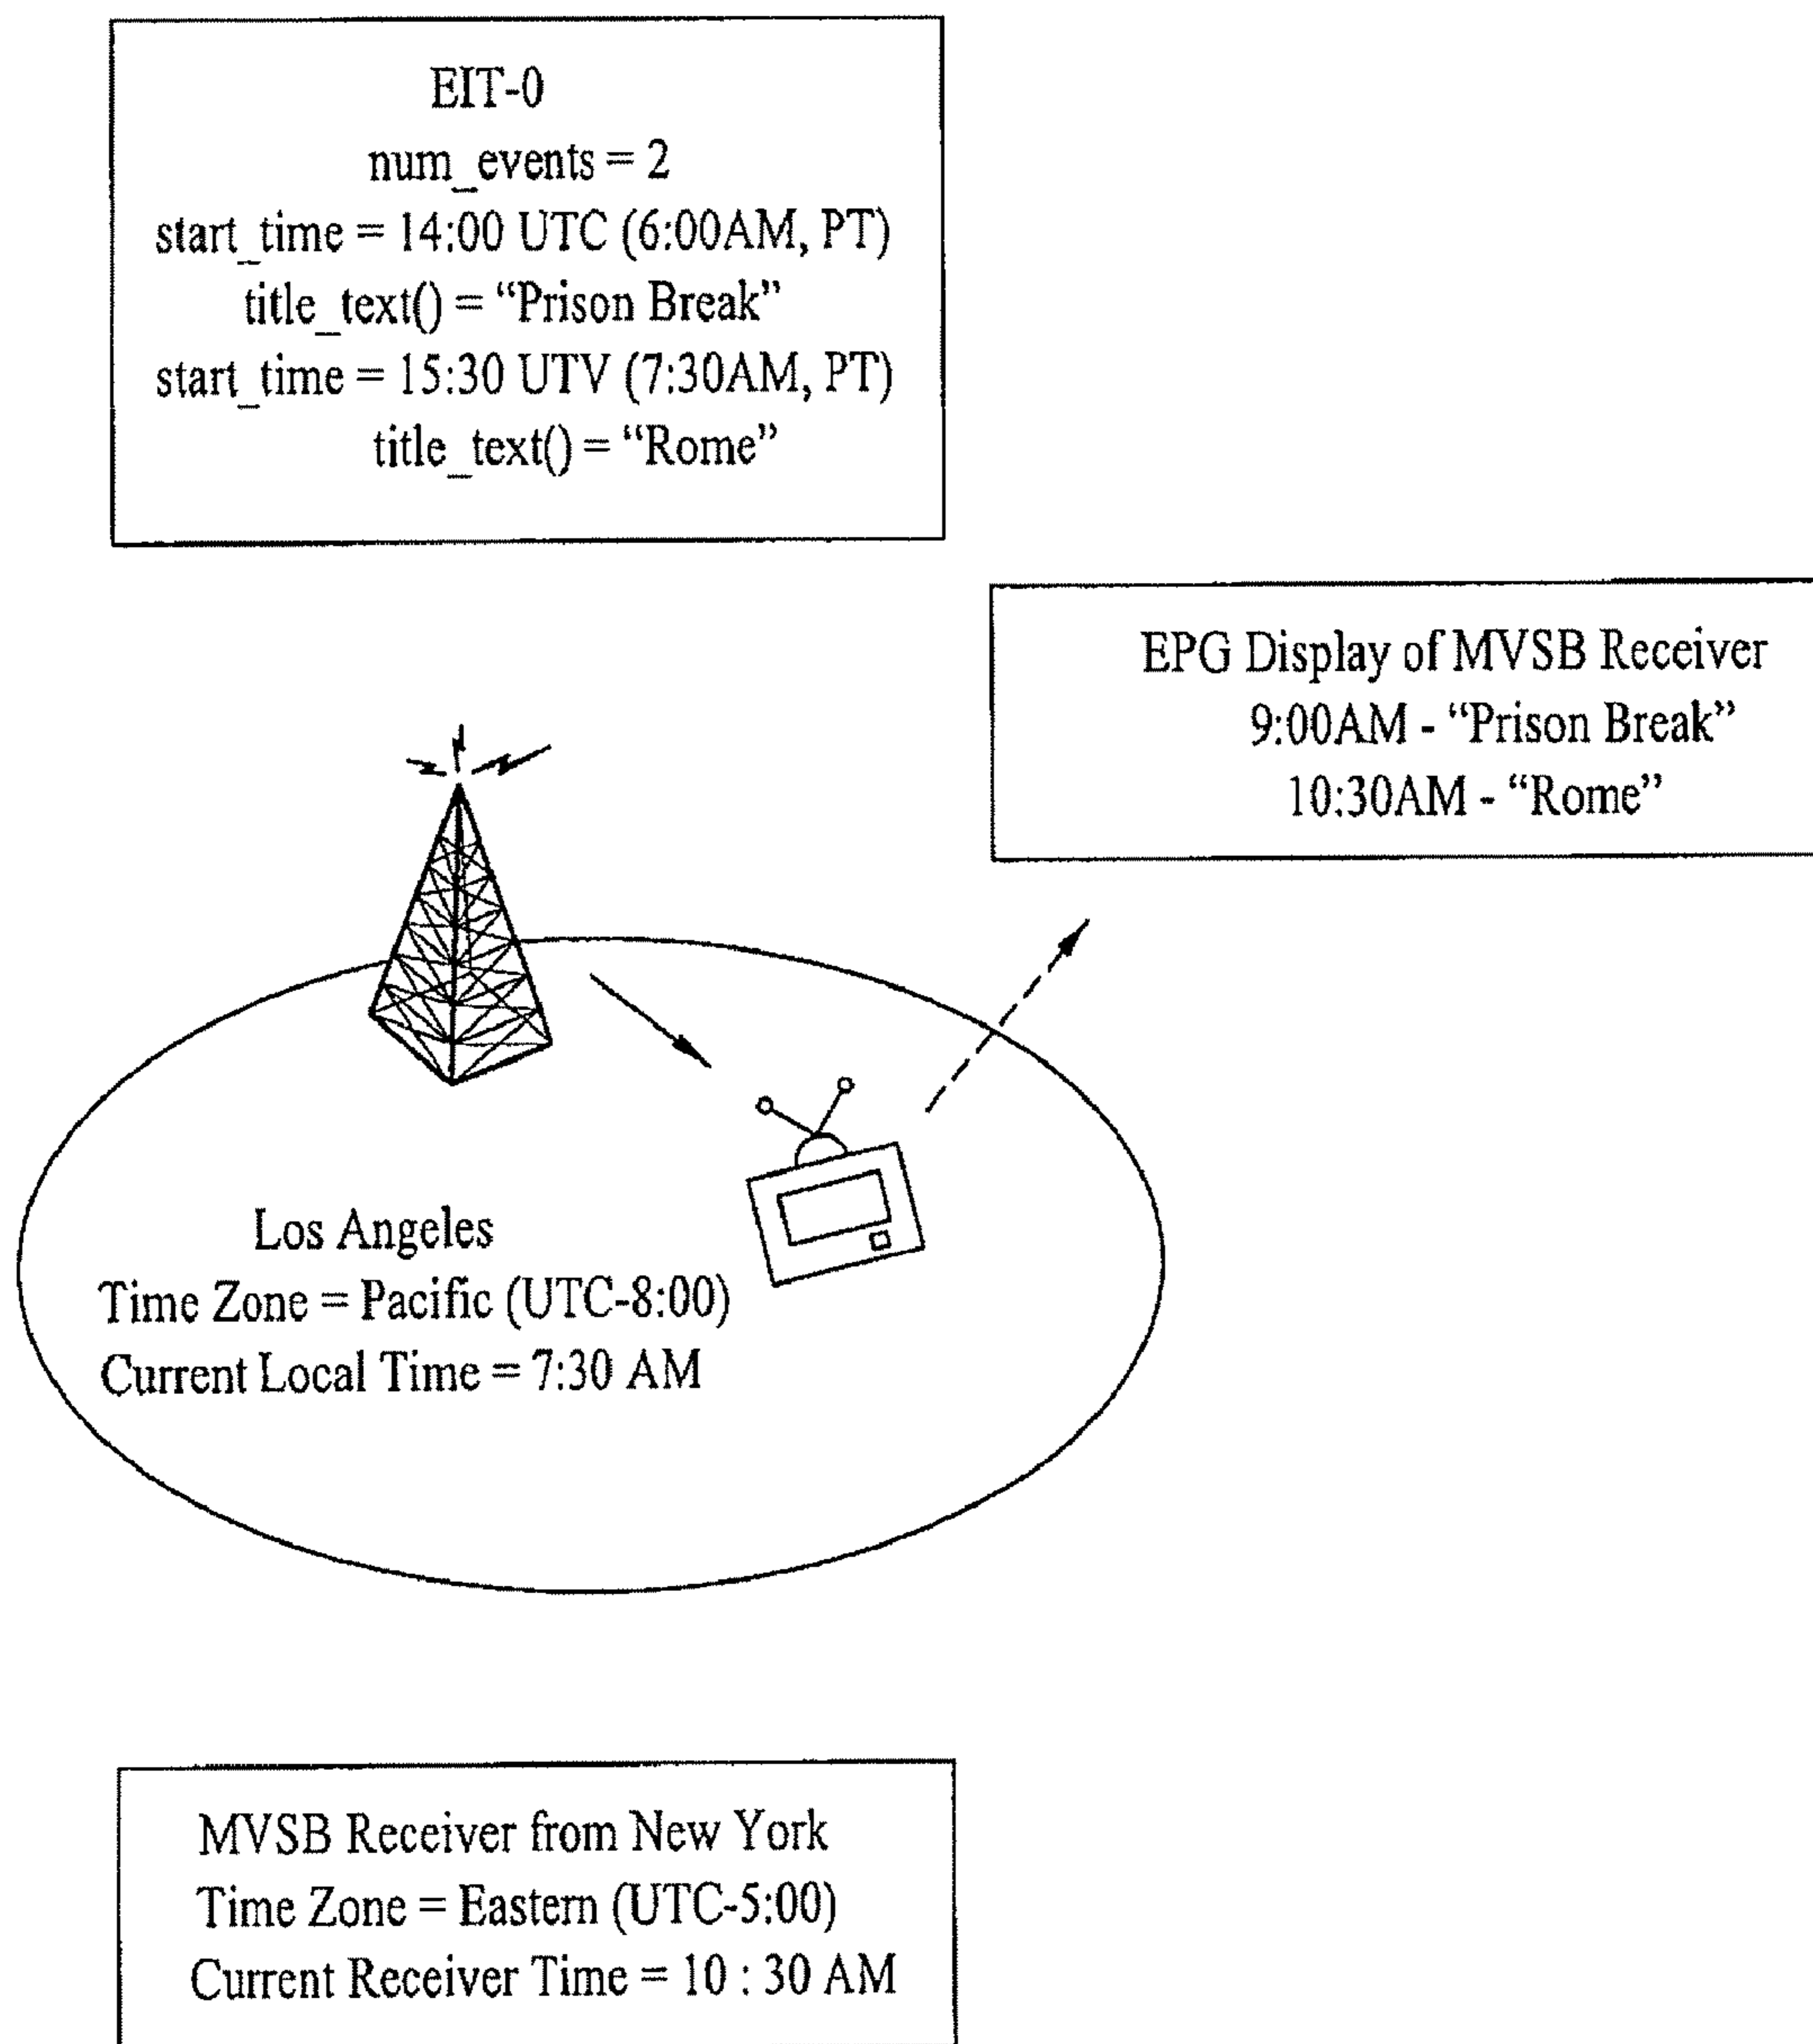 EIT-0
num_events = 2
start_time = 14:00 UTC (6:00AM, PT)
title_text() = “Prison Break”
start_time = 15:30 UTV (7:30AM, PT)
title_text() = “Rome”
EPG Display of MVSB Receiver
9:00AM - “Prison Break”
10:30AM - “Rome”
Los Angeles
Time Zone = Pacific (UTC-8:00)
Current Local Time = 7:30 AM
MVSB Receiver from New York
Time Zone = Eastern (UTC-5:00)
Current Receiver Time = 10 : 30 AM